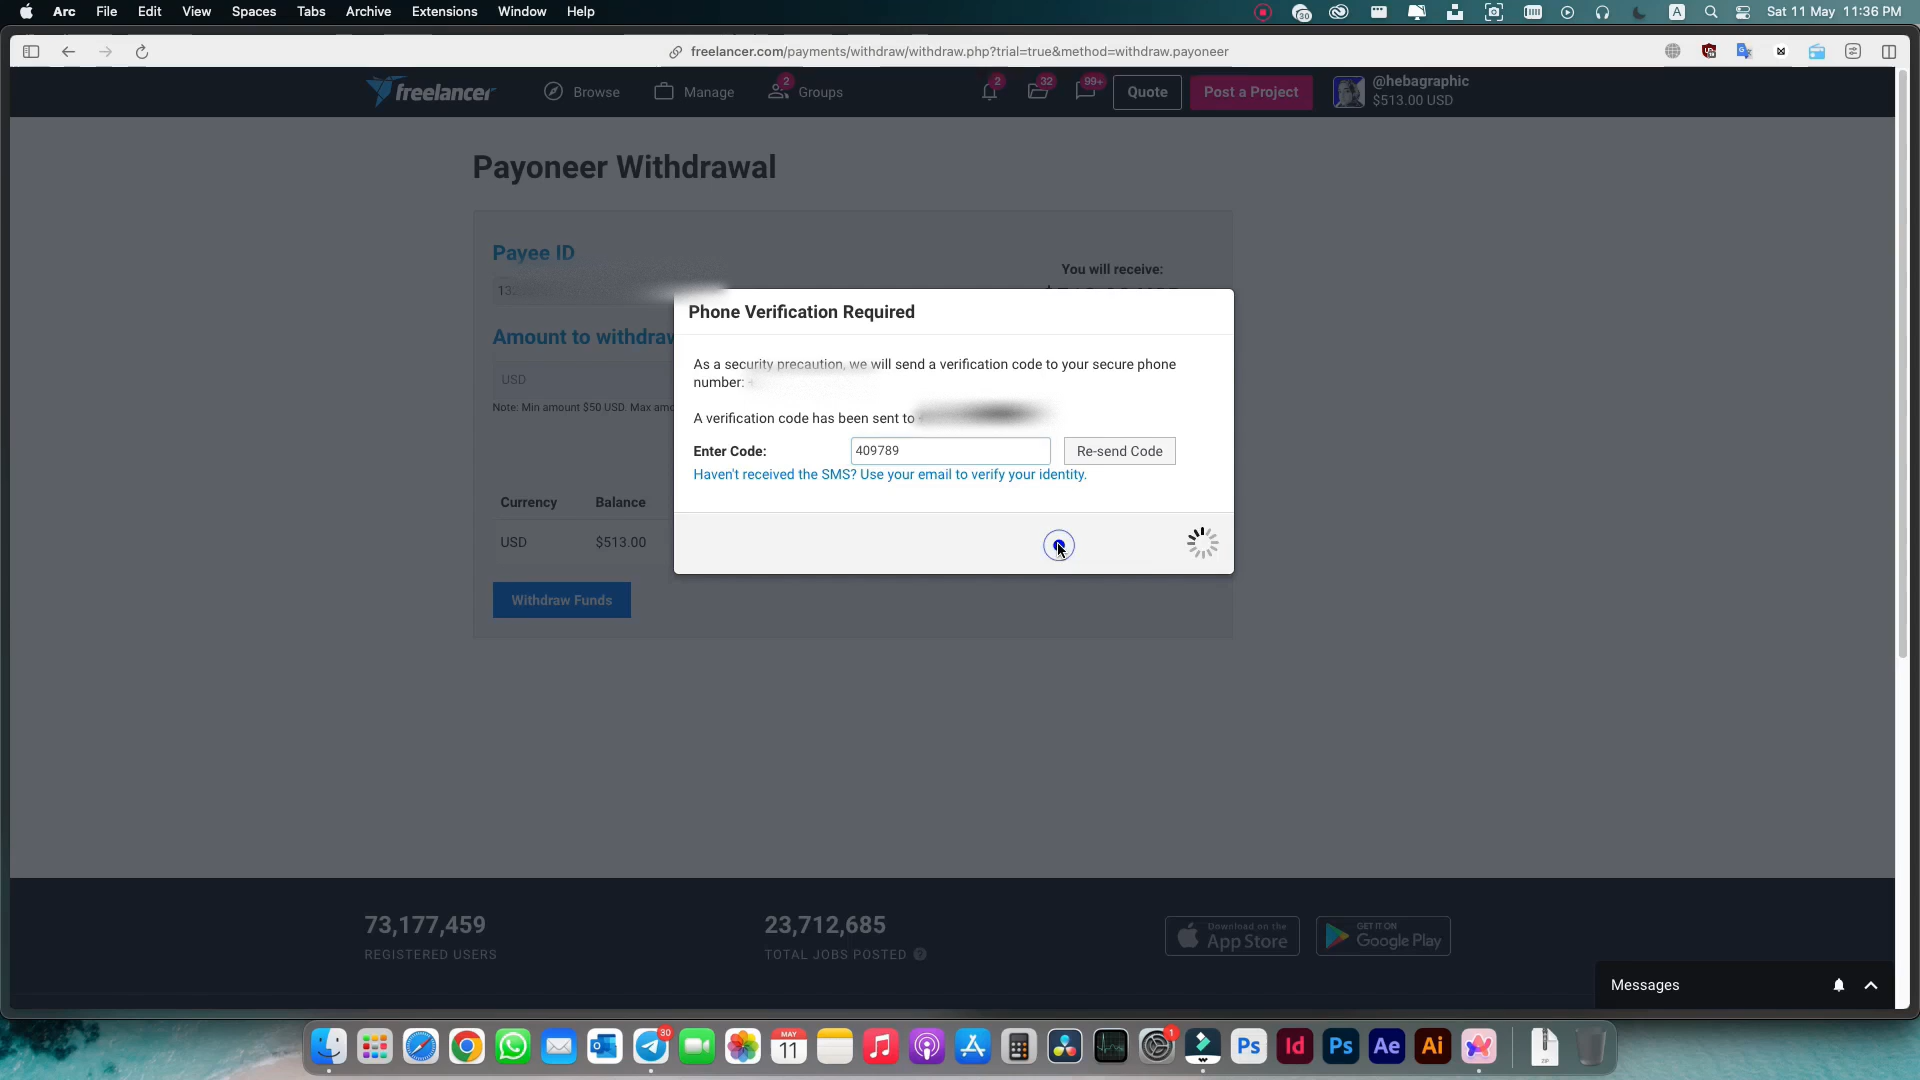 Arc File Edit View Spaces Tabs Archive Extensions Window Help
30 A Sat 11 May 11:36 PM
freelancer.com/payments/withdraw/withdraw.php?trial=true&method=withdraw.payoneer
freelancer Browse Manage 2 Groups 2 32 99+ Quote Post a Project @hebagraphic
$513.00 USD
Payoneer Withdrawal
Payee ID
You will receive:
13
Phone Verification Required
Amount to withdraw
As a security precaution, we will send a verification code to your secure phone
number:
USD
Note: Min amount $50 USD. Max amo
A verification code has been sent to
Enter Code: 409789 Re-send Code
Haven't received the SMS? Use your email to verify your identity.
Currency Balance
USD $513.00
Withdraw Funds
73,177,459
REGISTERED USERS
23,712,685
TOTAL JOBS POSTED ?
Download on the
App Store
GET IT ON
Google Play
Messages
30 MAY 11 1 Ps Id Ps Ae Ai ZIP